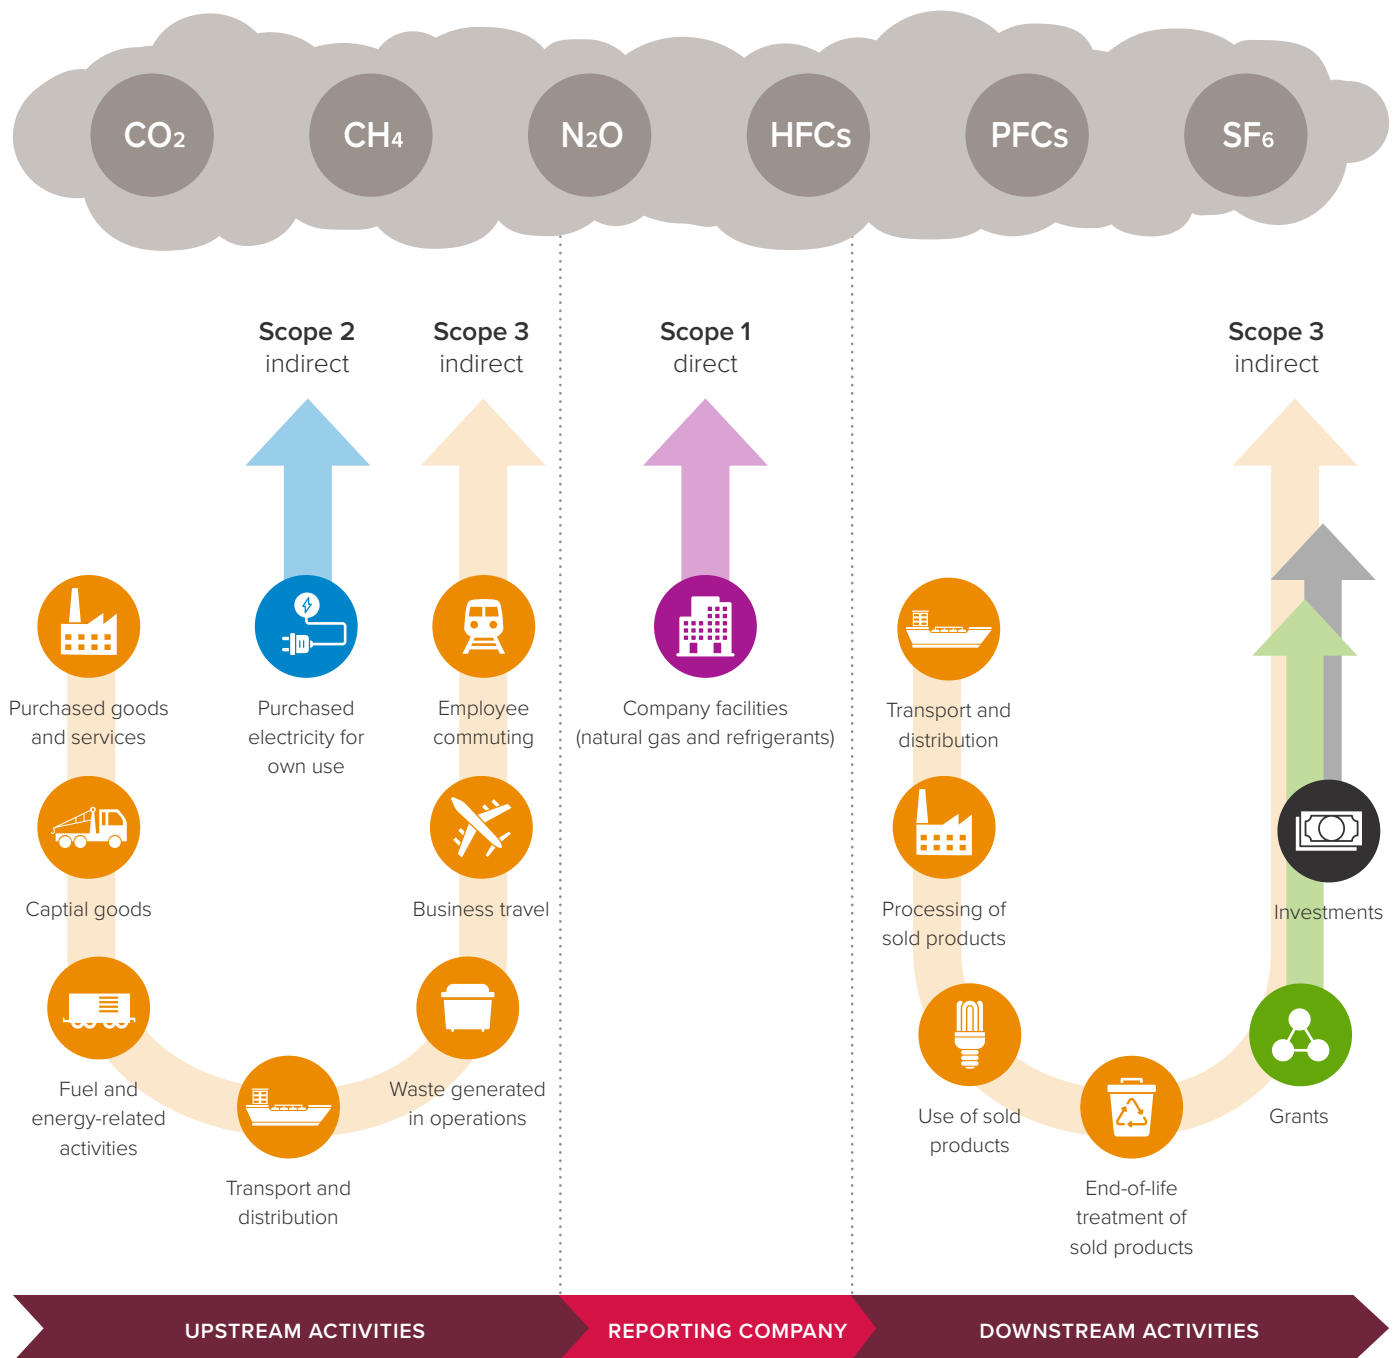 CO2
CH4
N2O
HFCs
PFCs
SF6
Scope 2
indirect
Scope 3
indirect
Scope 1
direct
Scope 3
indirect
Purchased goods
and services
Purchased
electricity for
own use
Employee
commuting
Company facilities
(natural gas and refrigerants)
Transport and
distribution
Captial goods
Business travel
Processing of
sold products
Investments
Fuel and
energy-related
activities
Waste generated
in operations
Use of sold
products
Grants
Transport and
distribution
End-of-life
treatment of
sold products
UPSTREAM ACTIVITIES
REPORTING COMPANY
DOWNSTREAM ACTIVITIES